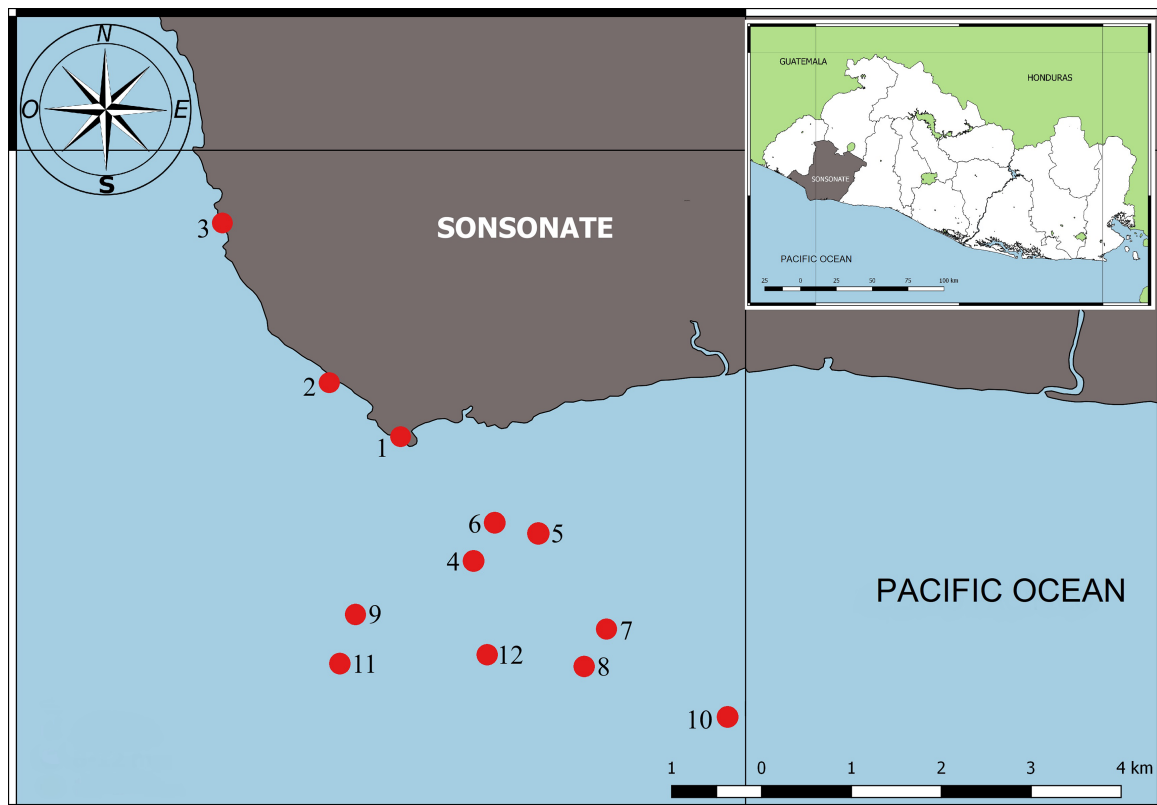 N
O
E
S
GUATEMALA
HONDURAS
SONSONATE
PACIFIC OCEAN
25 0 25 50 75 100 km
3
SONSONATE
2
1
6
5
4
PACIFIC OCEAN
9
7
11
12
8
10
1 0 1 2 3 4 km